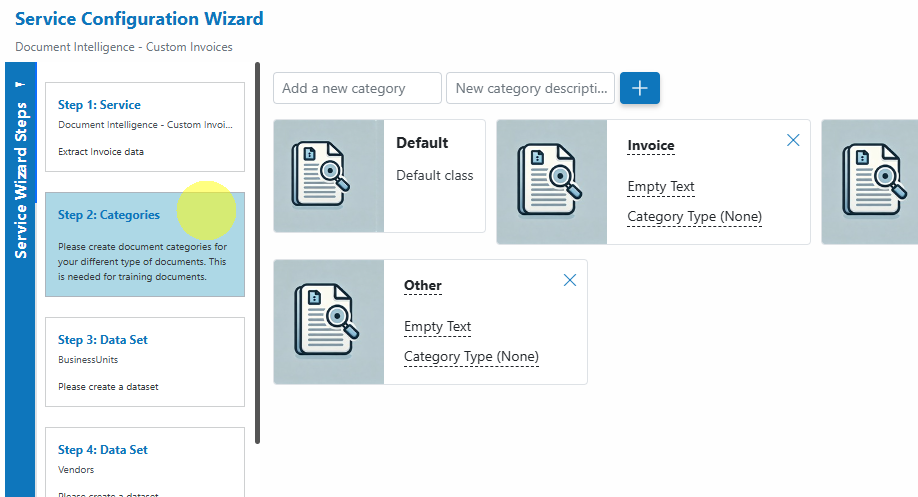 Service Configuration Wizard
Document Intelligence - Custom Invoices
Service Wizard Steps
Step 1: Service
Document Intelligence - Custom Invoi...
Extract Invoice data
Step 2: Categories
Please create document categories for
your different type of documents. This
is needed for training documents.
Step 3: Data Set
BusinessUnits
Please create a dataset
Step 4: Data Set
Vendors
Please create a dataset
Add a new category
New category descripti...
Default
Default class
Invoice
Empty Text
Category Type (None)
Other
Empty Text
Category Type (None)